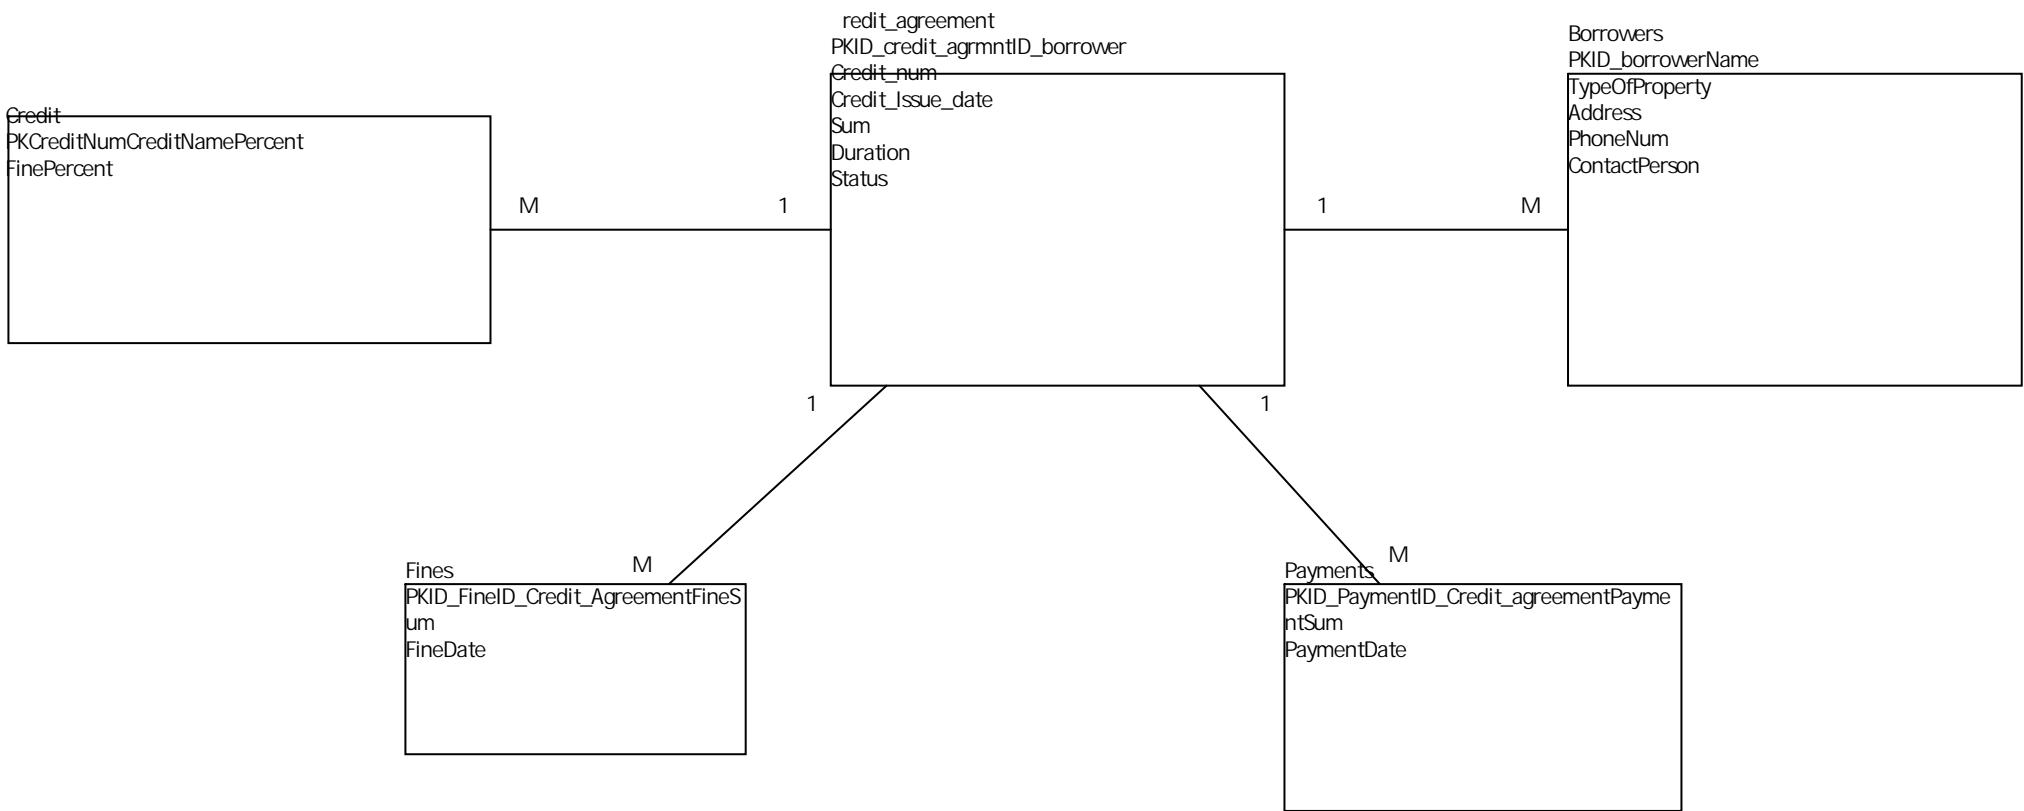 redit_agreement
PKID_credit_agrmntID_borrower
Credit_num
Credit_Issue_date
Sum
Duration
Status
Borrowers
PKID_borrowerName
TypeOfProperty
Address
PhoneNum
ContactPerson
Credit
PKCreditNumCreditNamePercent
FinePercent
M
1
1
M
1
1
M
M
Fines
PKID_FineID_Credit_AgreementFineS
um
FineDate
Payments
PKID_PaymentID_Credit_agreementPayme
ntSum
PaymentDate